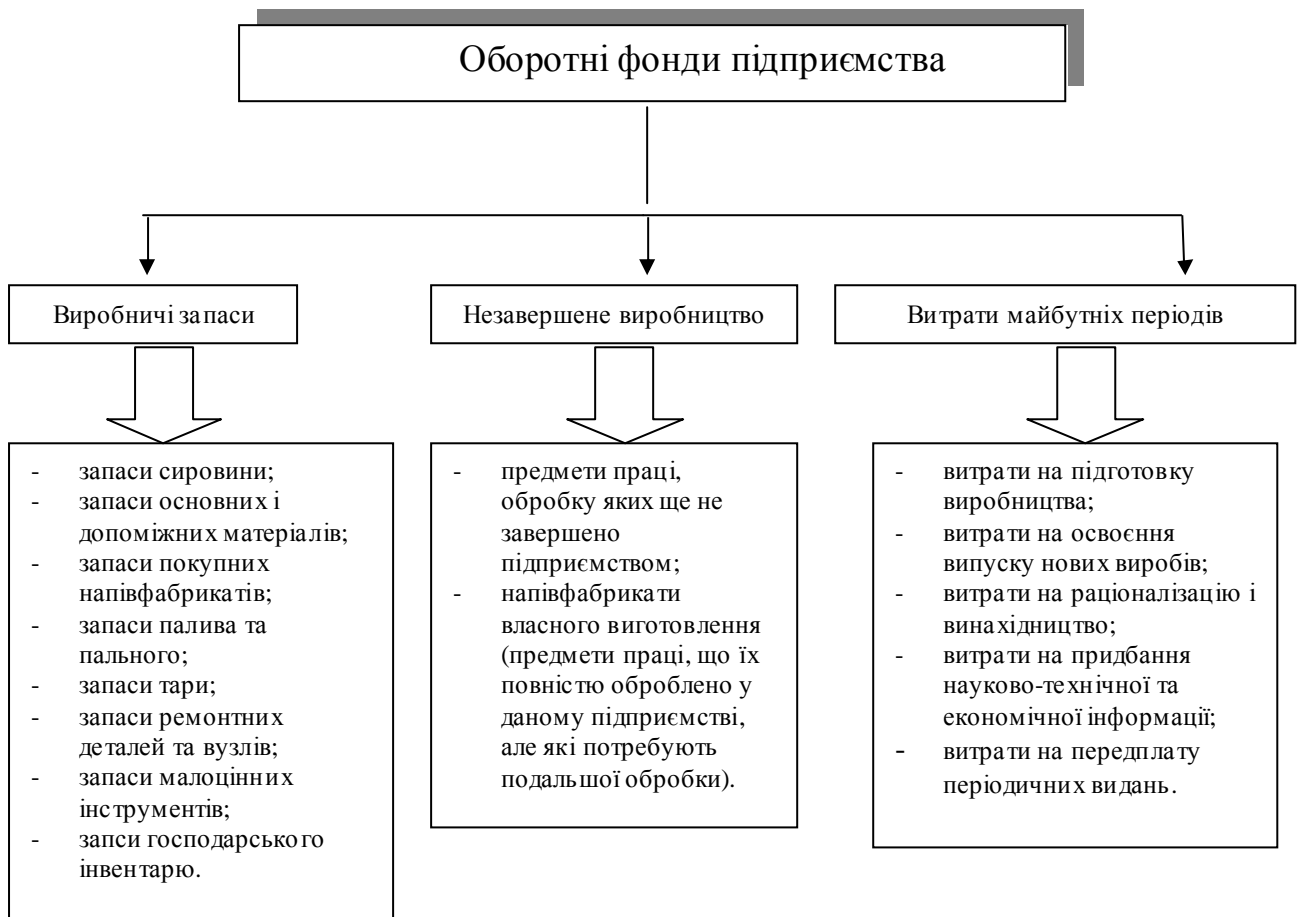 Оборотні фонди підприємства
Виробничі запаси
Незавершене виробництво
Витрати майбутніх періодів
- запаси сировини;
- запаси основних і
допоміжних матеріалів;
- запаси покупних
напівфабрикатів;
- запаси палива та
пального;
- запаси тари;
- запаси ремонтних
деталей та вузлів;
- запаси малоцінних
інструментів;
- запси господарського
інвентарю.
- предмети праці,
обробку яких ще не
завершено
підприємством;
- напівфабрикати
власного виготовлення
(предмети праці, що їх
повністю оброблено у
даному підприємстві,
але які потребують
подальшої обробки).
- витрати на підготовку
виробництва;
- витрати на освоєння
випуску нових виробів;
- витрати на раціоналізацію і
винахідництво;
- витрати на придбання
науково-технічної та
економічної інформації;
- витрати на передплату
періодичних видань.